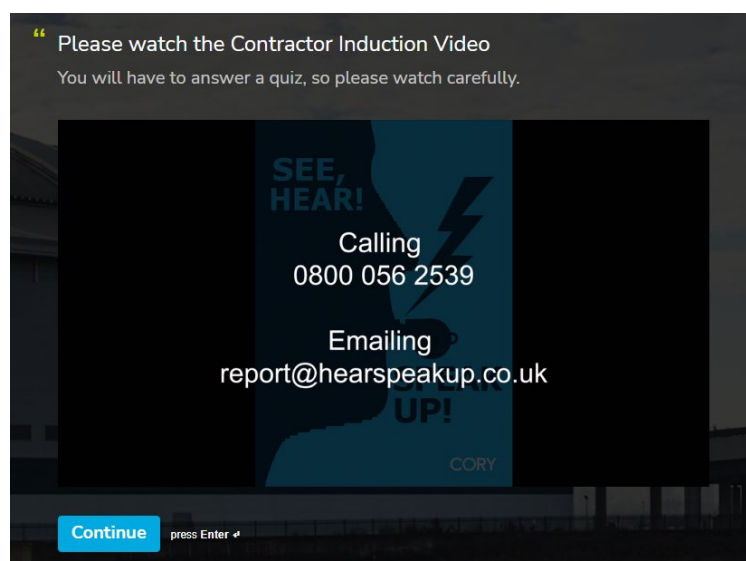 “ Please watch the Contractor Induction Video
You will have to answer a quiz, so please watch carefully.
SEE,
HEAR!
Calling
0800 056 2539
Emailing
report@hearspeakup.co.uk
SPEAK
UP!
CORY
Continue press Enter ↵